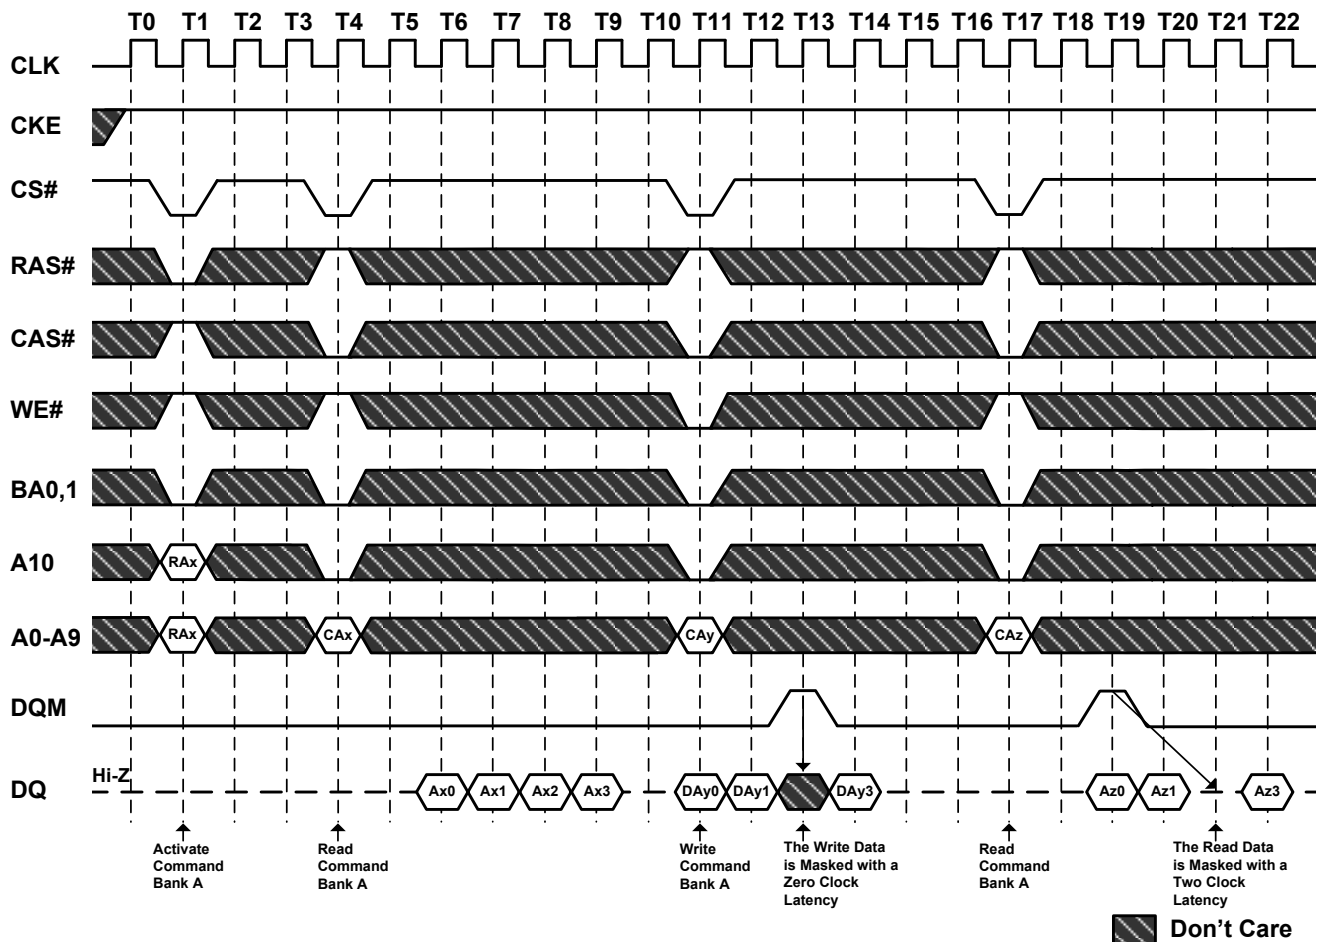 T0 T1 T2 T3 T4 T5 T6 T7 T8 T9 T10 T11 T12 T13 T14 T15 T16 T17 T18 T19 T20 T21 T22
CLK
CKE
CS#
RAS#
CAS#
WE#
BA0,1
A10 RAx
A0-A9 RAx CAx CAy CAz
DQM
Hi-Z
DQ Ax0 Ax1 Ax2 Ax3 DAy0 DAy1 DAy3 Az0 Az1 Az3
Activate
Command
Bank A
Read
Command
Bank A
Write
Command
Bank A
The Write Data
is Masked with a
Zero Clock
Latency
Read
Command
Bank A
The Read Data
is Masked with a
Two Clock
Latency
Don't Care